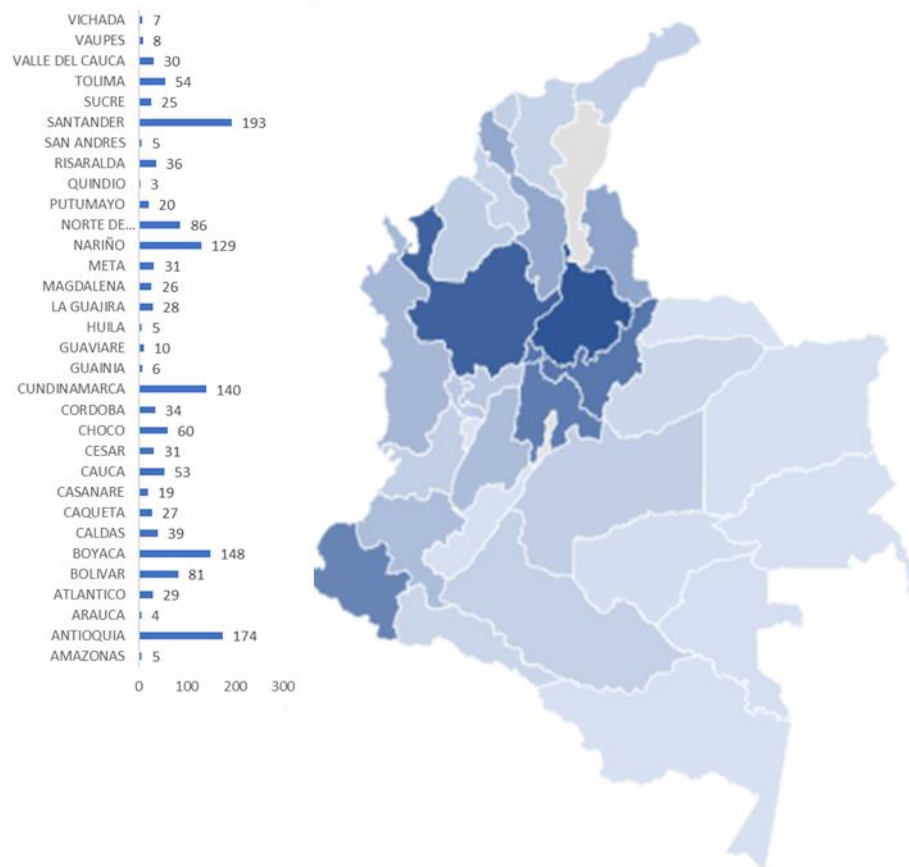 VICHADA 7
VAUPES 8
VALLE DEL CAUCA 30
TOLIMA 54
SUCRE 25
SANTANDER 193
SAN ANDRES 5
RISARALDA 36
QUINDIO 3
PUTUMAYO 20
NORTE DE... 86
NARIÑO 129
META 31
MAGDALENA 26
LA GUAJIRA 28
HUILA 5
GUAVIARE 10
GUAINIA 6
CUNDINAMARCA 140
CORDOBA 34
CHOCO 60
CESAR 31
CAUCA 53
CASANARE 19
CAQUETA 27
CALDAS 39
BOYACA 148
BOLIVAR 81
ATLANTICO 29
ARAUCA 4
ANTIOQUIA 174
AMAZONAS 5
0 100 200 300